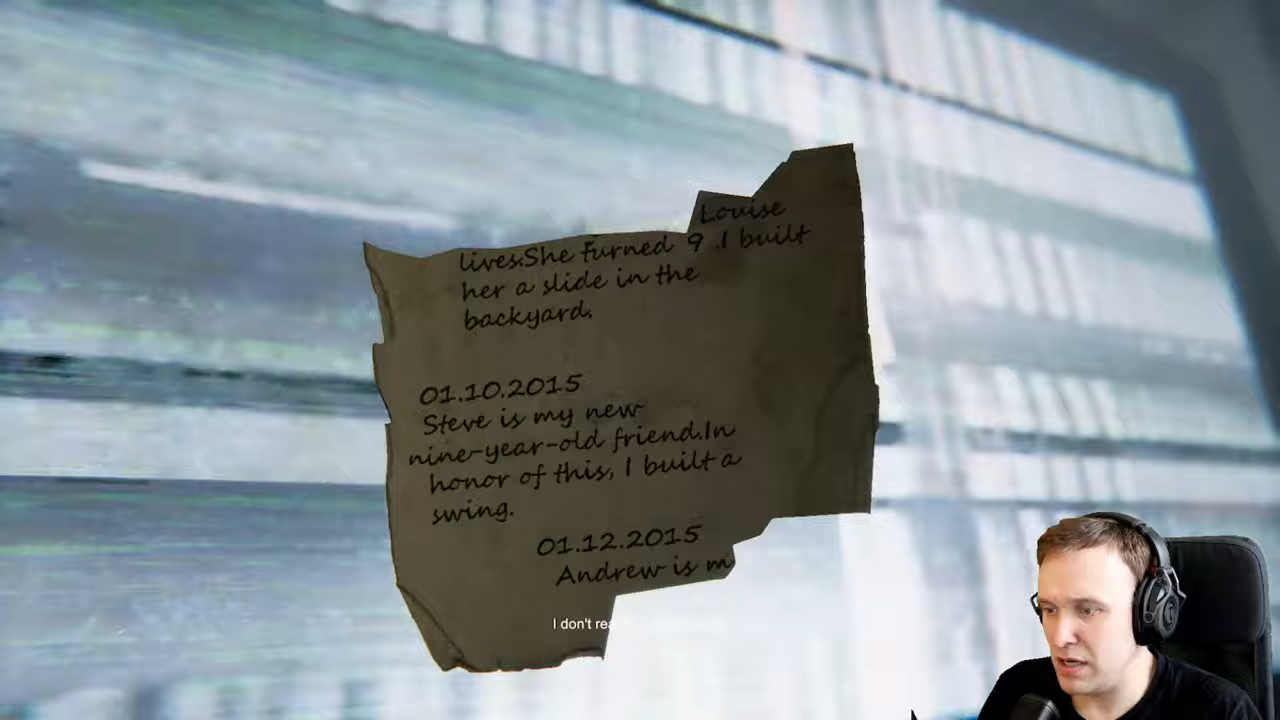 Louise
lives.She turned 9 .I built
her a slide in the
backyard.
01.10.2015
Steve is my new
nine-year-old friend.In
honor of this, I built a
swing.
01.12.2015
Andrew is m
I don't rea